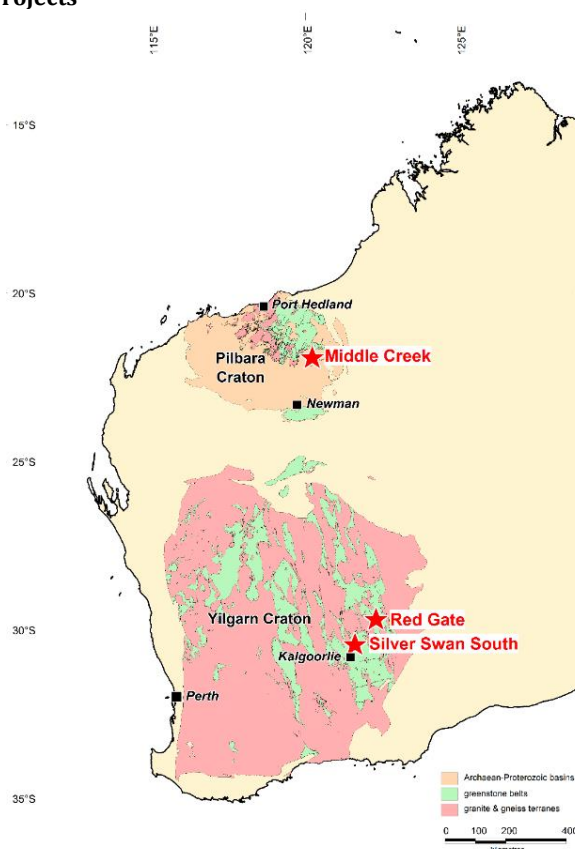 rojects
115°E
120°E
125°E
15°S
20°S
Port Hedland
Pilbara
Craton
Middle Creek
Newman
25°S
Yilgarn Craton
Red Gate
30°S
Silver Swan South
Kalgoorlie
Perth
35°S
Archaean-Proterozoic basins
greenstone belts
granite & gneiss terranes
0 100 200 400